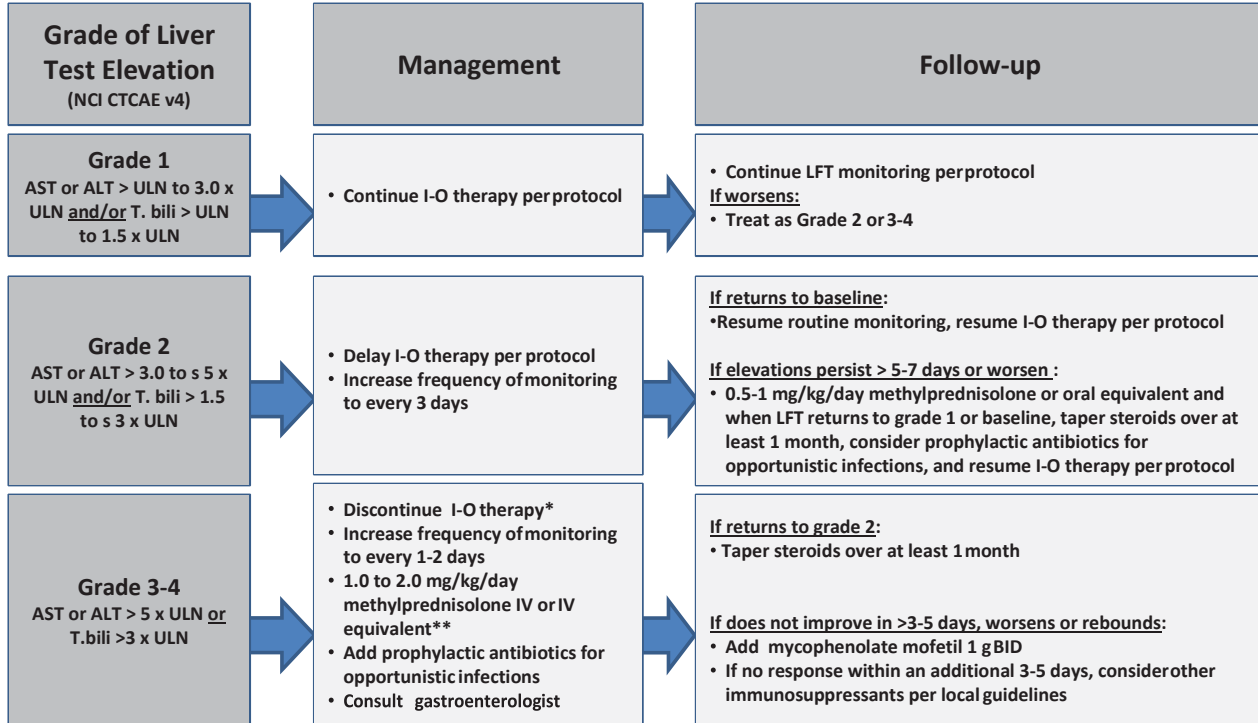 Grade of Liver
Test Elevation
(NCI CTCAE v4)
Management
Follow-up
Grade 1
AST or ALT > ULN to 3.0 x
ULN and/or T. bili > ULN
to 1.5 x ULN
• Continue I-O therapy per protocol
• Continue LFT monitoring per protocol
If worsens:
• Treat as Grade 2 or 3-4
Grade 2
AST or ALT > 3.0 to s 5 x
ULN and/or T. bili > 1.5
to s 3 x ULN
• Delay I-O therapy per protocol
• Increase frequency of monitoring
to every 3 days
If returns to baseline:
•Resume routine monitoring, resume I-O therapy per protocol
If elevations persist > 5-7 days or worsen :
• 0.5-1 mg/kg/day methylprednisolone or oral equivalent and
when LFT returns to grade 1 or baseline, taper steroids over at
least 1 month, consider prophylactic antibiotics for
opportunistic infections, and resume I-O therapy per protocol
Grade 3-4
AST or ALT > 5 x ULN or
T.bili >3 x ULN
• Discontinue I-O therapy*
• Increase frequency of monitoring
to every 1-2 days
• 1.0 to 2.0 mg/kg/day
methylprednisolone IV or IV
equivalent**
• Add prophylactic antibiotics for
opportunistic infections
• Consult gastroenterologist
If returns to grade 2:
• Taper steroids over at least 1 month
If does not improve in >3-5 days, worsens or rebounds:
• Add mycophenolate mofetil 1 g BID
• If no response within an additional 3-5 days, consider other
immunosuppressants per local guidelines